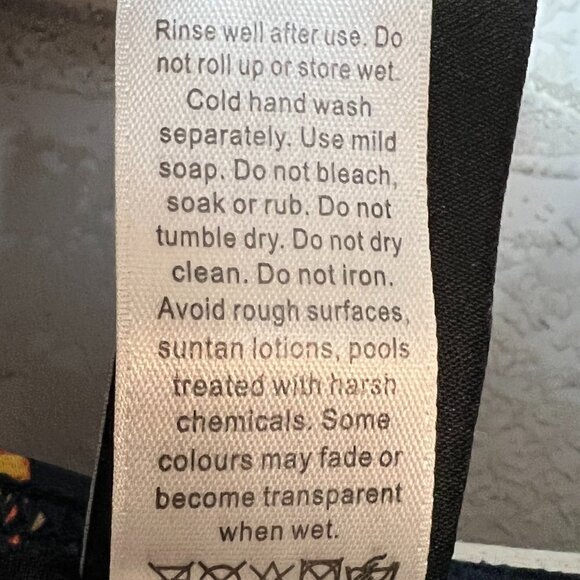 Rinse well after use. Do
not roll up or store wet.
Cold hand wash
separately. Use mild
soap. Do not bleach,
soak or rub. Do not
tumble dry. Do not dry
clean. Do not iron.
Avoid rough surfaces,
suntan lotions, pools
treated with harsh
chemicals. Some
colours may fade or
become transparent
when wet.